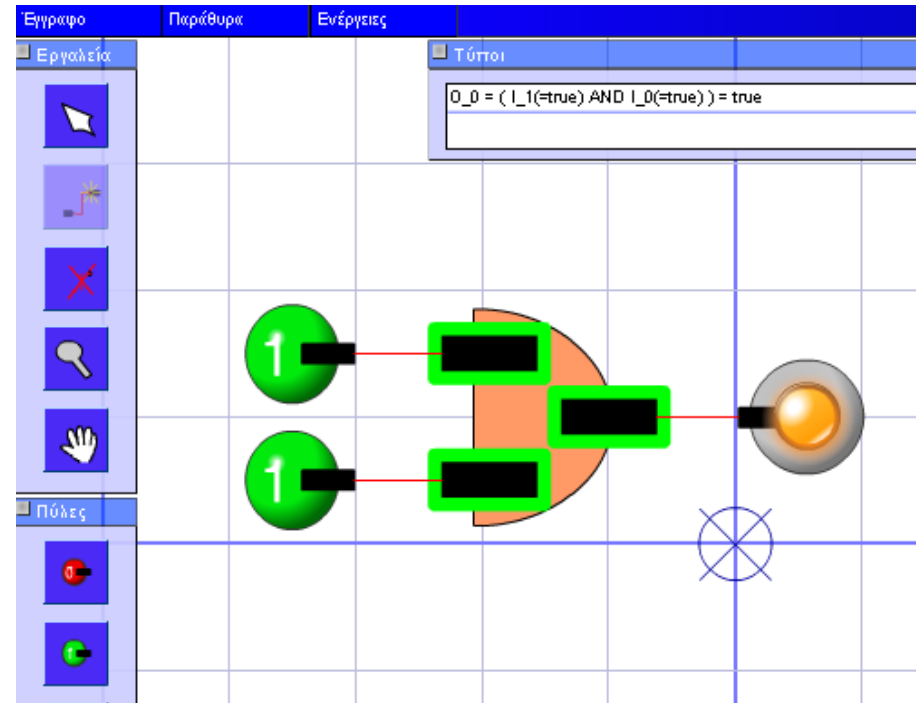 Έγγραφο Παράθυρα Ενέργειες
Εργαλεία
Τύποι
O_0 = ( I_1(=true) AND I_0(=true) ) = true
1
1
Πύλες
0
1